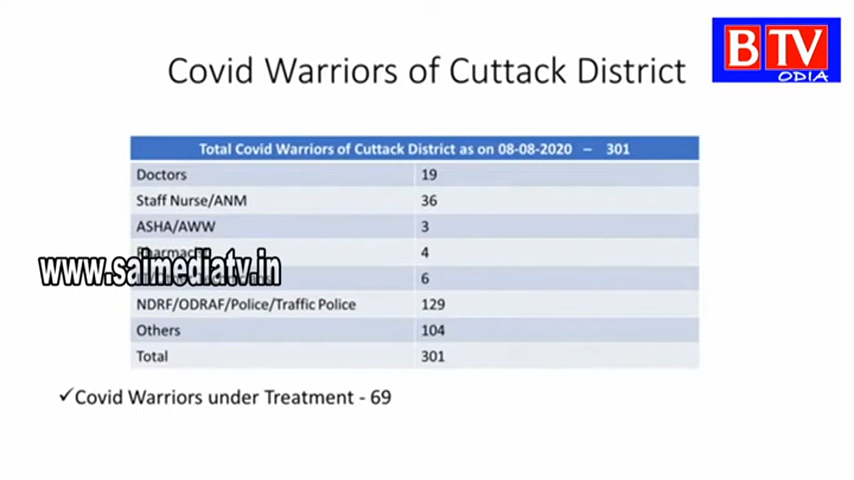 BTV
ODIA
Covid Warriors of Cuttack District
Total Covid Warriors of Cuttack District as on 08-08-2020 – 301
Doctors 19
Staff Nurse/ANM 36
ASHA/AWW 3
4
www.saimediatv.in
6
NDRF/ODRAF/Police/Traffic Police 129
Others 104
Total 301
✓Covid Warriors under Treatment - 69